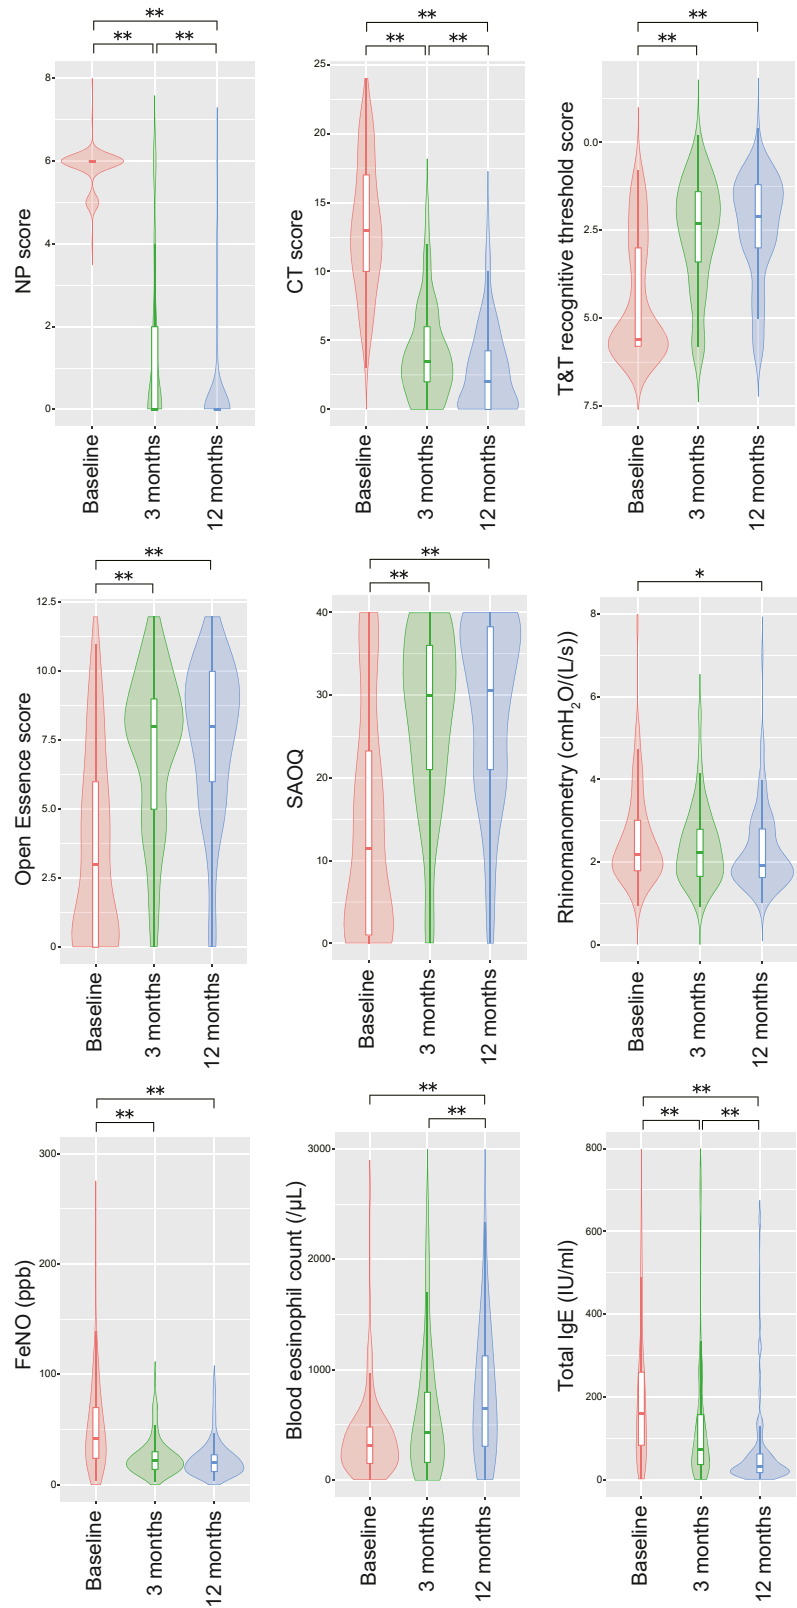 ** ** **
** ** ** ** **
NP score
8
6
4
2
0
Baseline
3 months
12 months
CT score
25
20
15
10
5
0
Baseline
3 months
12 months
T&T recognitive threshold score
0.0
2.5
5.0
7.5
Baseline
3 months
12 months
** ** *
** **
Open Essence score
12.5
10.0
7.5
5.0
2.5
0
Baseline
3 months
12 months
SAOQ
40
30
20
10
0
Baseline
3 months
12 months
Rhinomanometry (cmH2O/(L/s))
8
6
4
2
0
Baseline
3 months
12 months
** ** **
** ** ** **
FeNO (ppb)
300
200
100
0
Baseline
3 months
12 months
Blood eosinophil count (/μL)
3000
2000
1000
0
Baseline
3 months
12 months
Total IgE (IU/ml)
800
600
400
200
0
Baseline
3 months
12 months